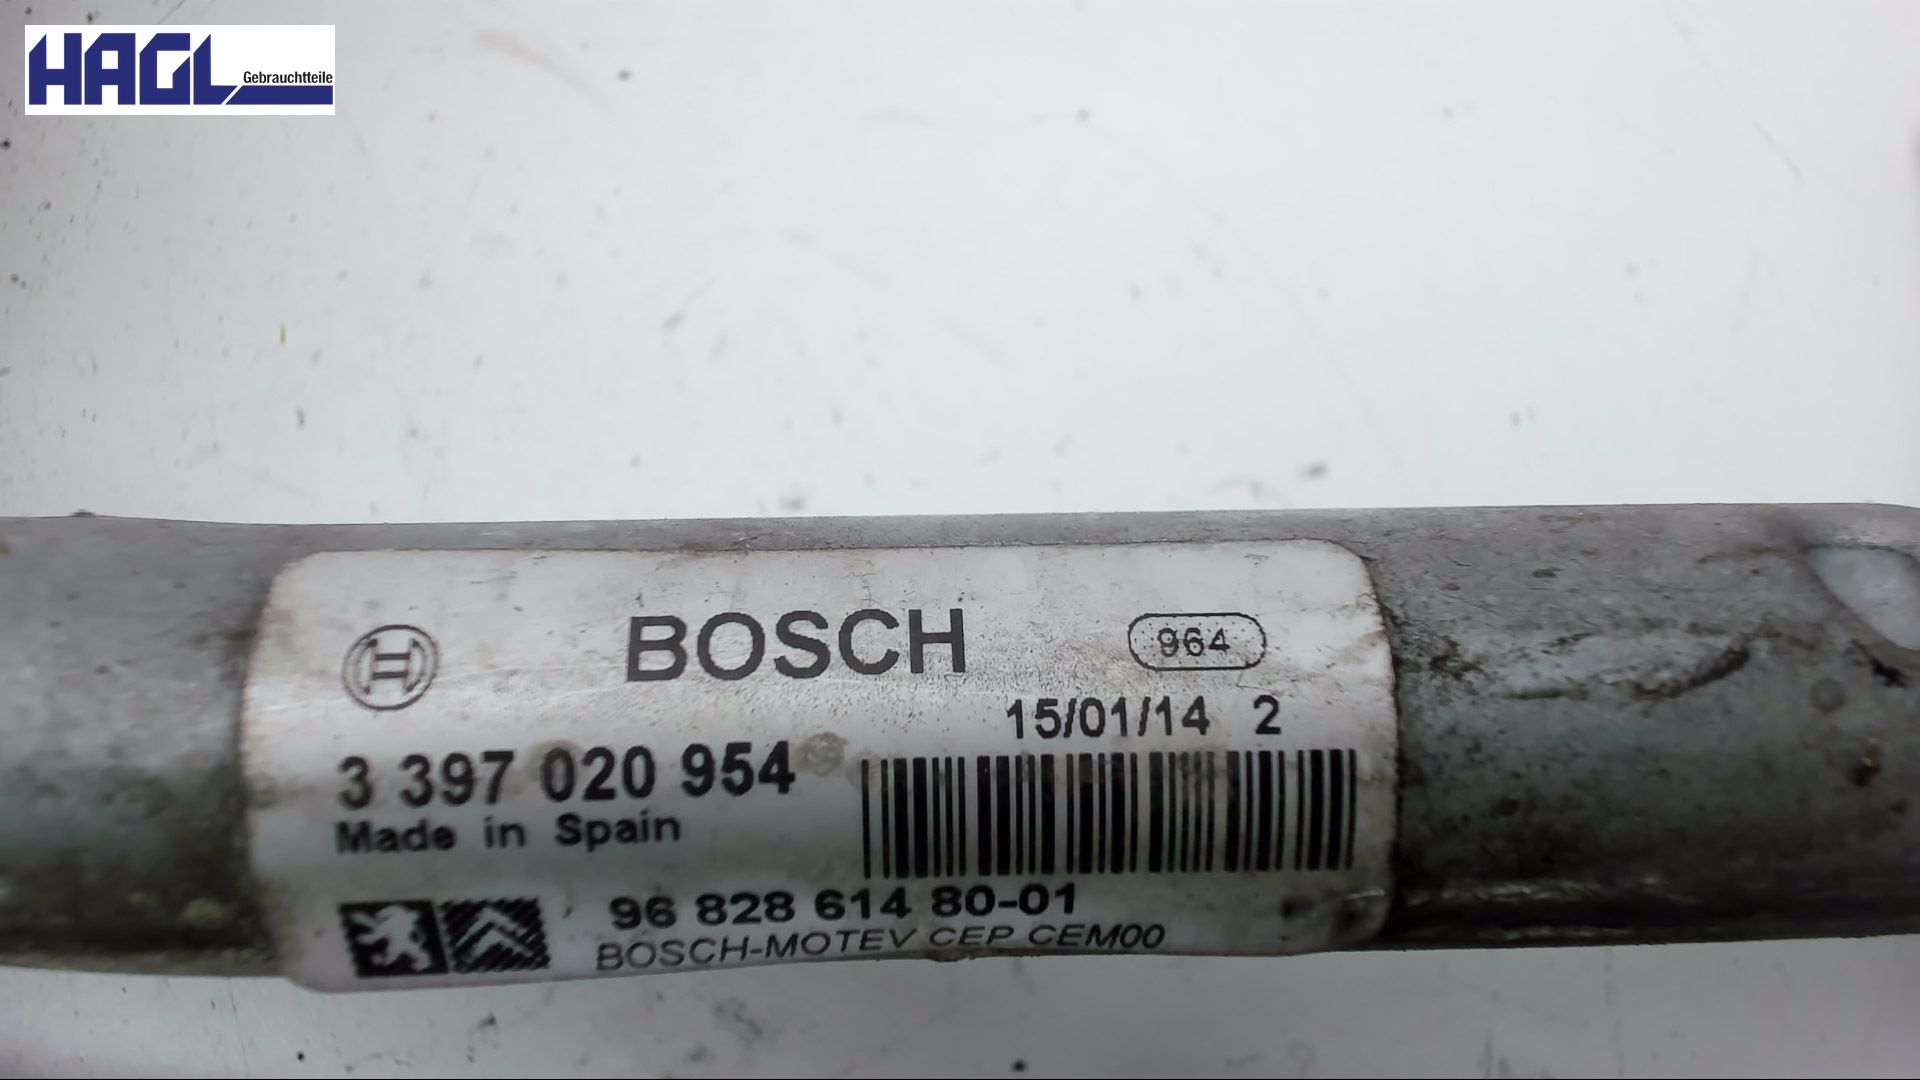 HAGL Gebrauchtteile
BOSCH
964
15/01/14 2
3 397 020 954
Made in Spain
96 828 614 80-01
BOSCH-MOTEV CEP CEM00